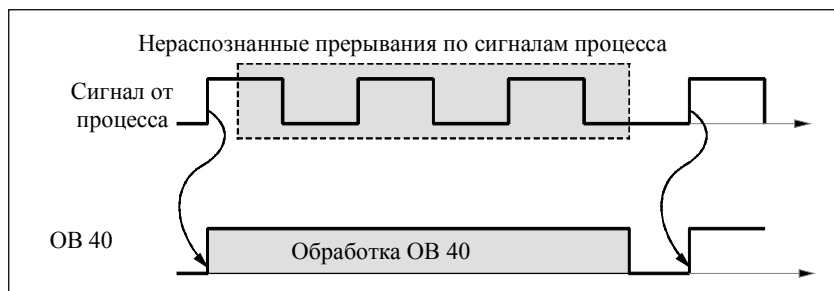 Нераспознанные прерывания по сигналам процесса
Сигнал от
процесса
OB 40
Обработка OB 40